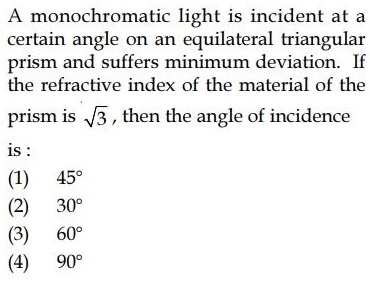 A monochromatic light is incident at a
certain angle on an equilateral triangular
prism and suffers minimum deviation. If
the refractive index of the material of the
prism is √3, then the angle of incidence
is :
(1) 45°
(2) 30°
(3) 60°
(4) 90°